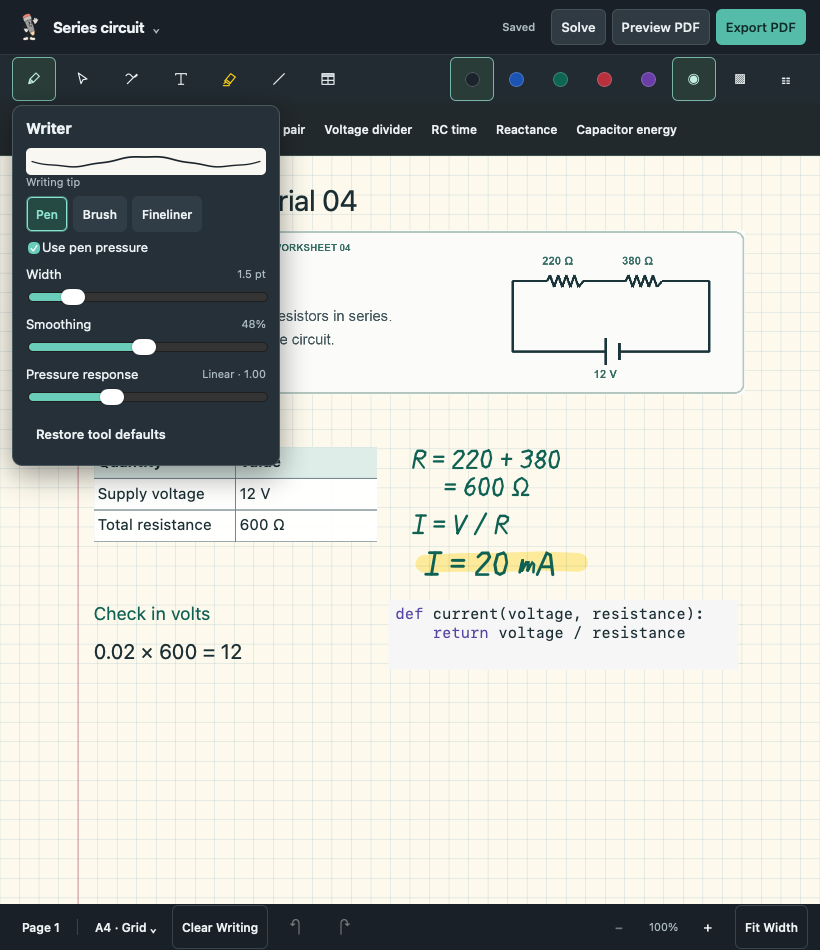 Series circuit
Saved
Solve
Preview PDF
Export PDF
Writer
Writing tip
Pen
Brush
Fineliner
Use pen pressure
Width
1.5 pt
Smoothing
48%
Pressure response
Linear · 1.00
Restore tool defaults
pair
Voltage divider
RC time
Reactance
Capacitor energy
rial 04
ORKSHEET 04
esistors in series.
e circuit.
220 Ω
380 Ω
12 V
Supply voltage
12 V
Total resistance
600 Ω
R = 220 + 380
= 600 Ω
I = V / R
I = 20 mA
Check in volts
0.02 × 600 = 12
def current(voltage, resistance):
return voltage / resistance
Page 1
A4 · Grid
Clear Writing
100%
Fit Width